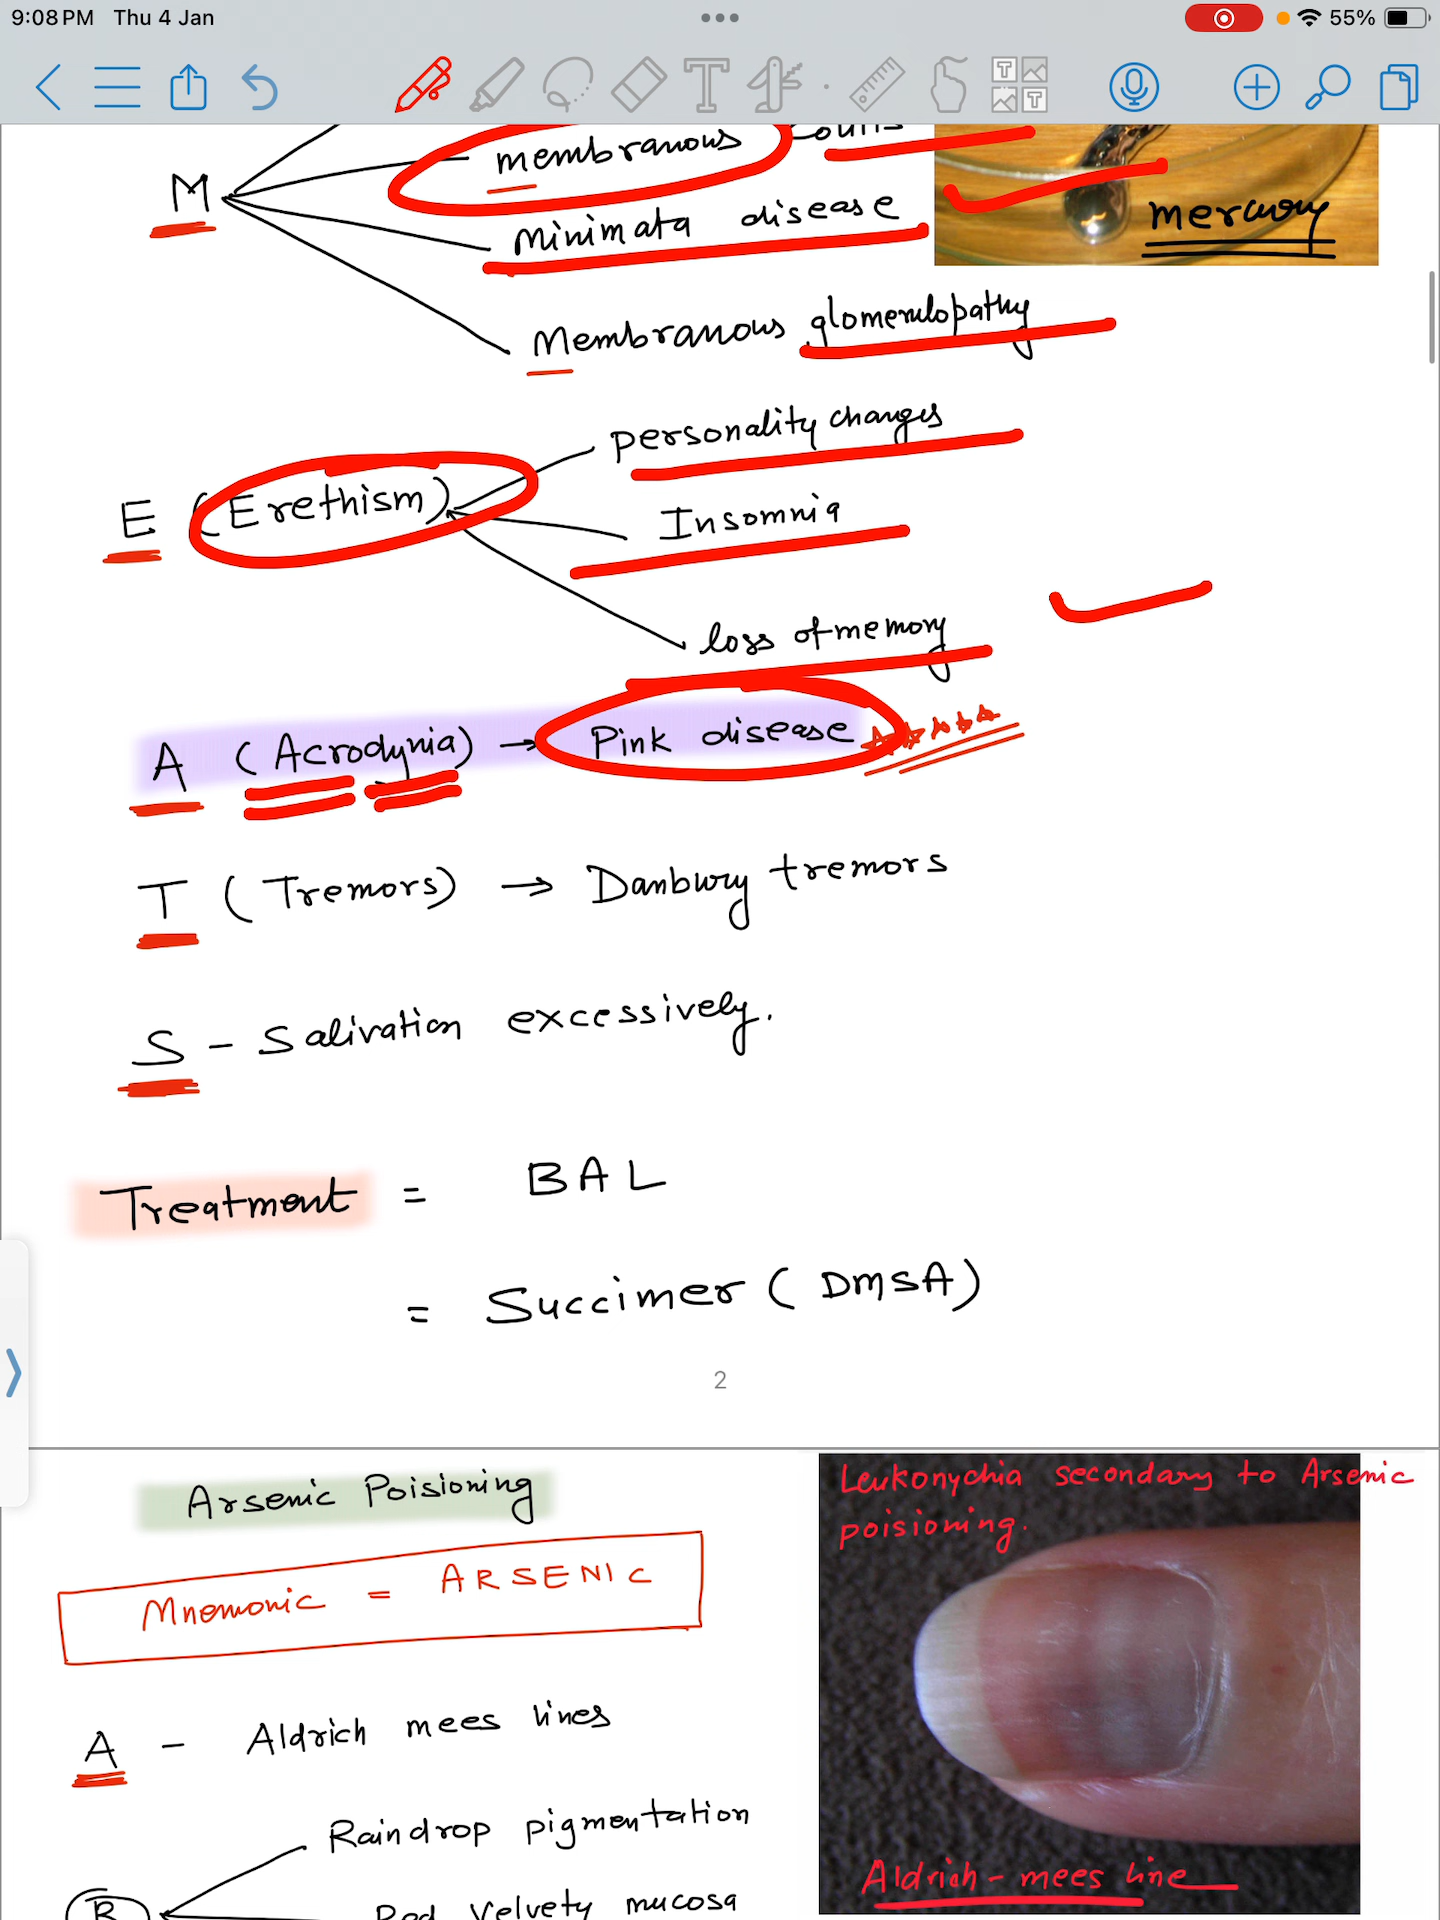 9:08 PM Thu 4 Jan
55%
membranous colitis
M
Minimata disease
mercury
Membranous glomerulopathy
personality changes
E (Erethism)
Insomnia
loss of memory
A (Acrodynia) → Pink disease
T (Tremors) → Danbury tremors
S - Salivation excessively.
Treatment = BAL
= Succimer (DMSA)
2
Arsenic Poisioning
Leukonychia secondary to Arsenic
poisioning.
Mnemonic = ARSENIC
A - Aldrich mees lines
Raindrop pigmentation
R
Red Velvety mucosa
Aldrich-mees line